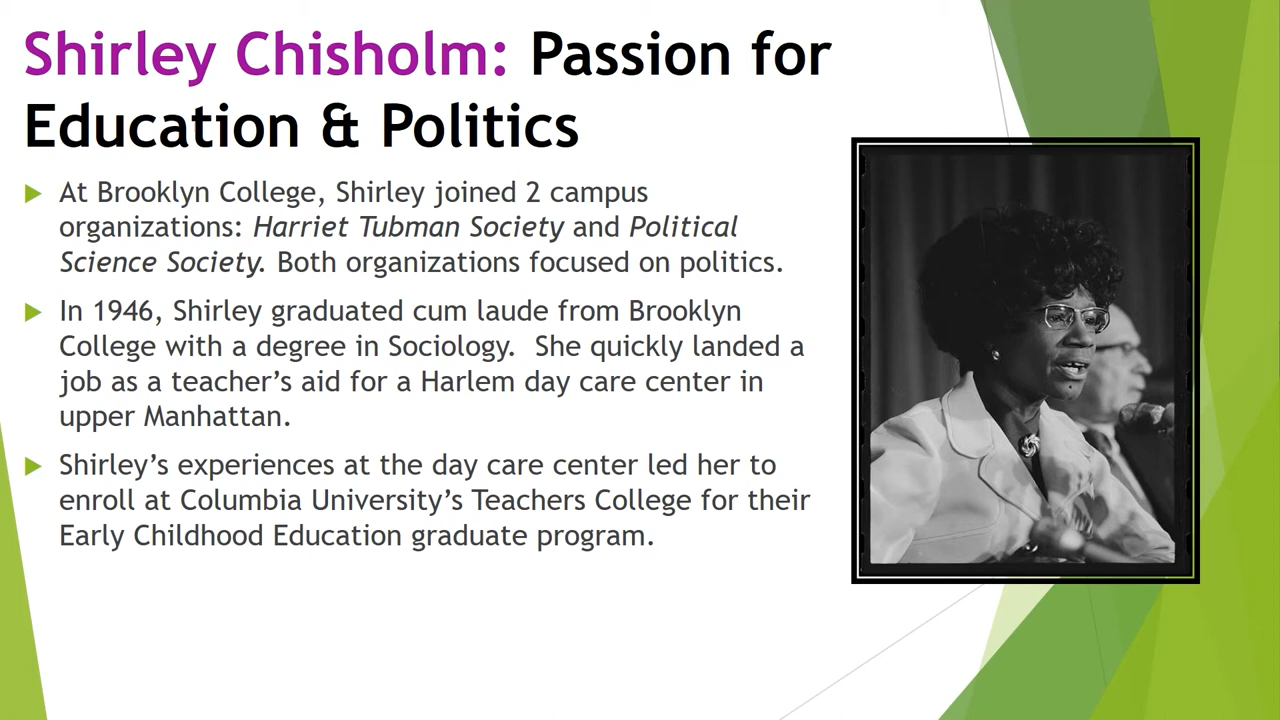 Shirley Chisholm: Passion for
Education & Politics
At Brooklyn College, Shirley joined 2 campus
organizations: Harriet Tubman Society and Political
Science Society. Both organizations focused on politics.
In 1946, Shirley graduated cum laude from Brooklyn
College with a degree in Sociology.  She quickly landed a
job as a teacher’s aid for a Harlem day care center in
upper Manhattan.
Shirley’s experiences at the day care center led her to
enroll at Columbia University’s Teachers College for their
Early Childhood Education graduate program.